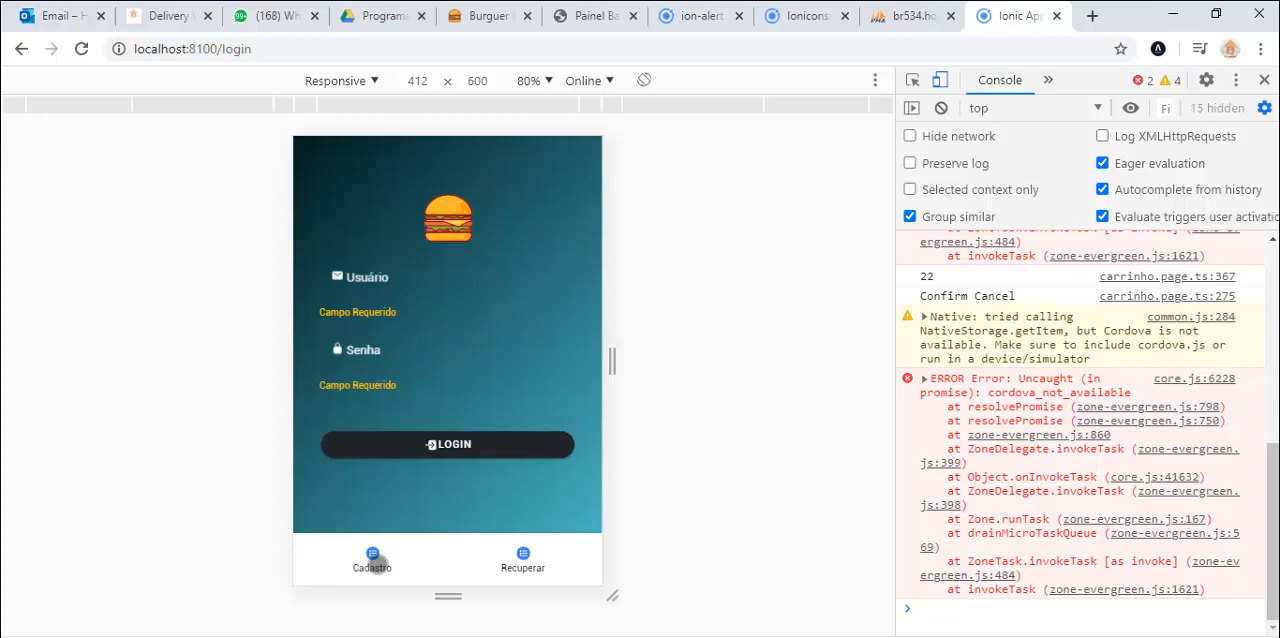 Email – H
Delivery
99+
(168) Wh
Programa
Burguer
Painel Ba
ion-alert
Ionicons:
br534.ho
Ionic App
localhost:8100/login
Responsive ▼ 412 × 600 80% ▼ Online ▼
Console » 2 4
top ▼ Fi 15 hidden
Hide network
Log XMLHttpRequests
Preserve log
Eager evaluation
Selected context only
Autocomplete from history
Group similar
Evaluate triggers user activatio
ergreen.js:484)
at invokeTask (zone-evergreen.js:1621)
22 carrinho.page.ts:367
Confirm Cancel carrinho.page.ts:275
▶Native: tried calling common.js:284
NativeStorage.getItem, but Cordova is not
available. Make sure to include cordova.js or
run in a device/simulator
▶ERROR Error: Uncaught (in core.js:6228
promise): cordova_not_available
at resolvePromise (zone-evergreen.js:798)
at resolvePromise (zone-evergreen.js:750)
at zone-evergreen.js:860
at ZoneDelegate.invokeTask (zone-evergreen.
js:399)
at Object.onInvokeTask (core.js:41632)
at ZoneDelegate.invokeTask (zone-evergreen.
js:398)
at Zone.runTask (zone-evergreen.js:167)
at drainMicroTaskQueue (zone-evergreen.js:5
69)
at ZoneTask.invokeTask [as invoke] (zone-ev
ergreen.js:484)
at invokeTask (zone-evergreen.js:1621)
Usuário
Campo Requerido
Senha
Campo Requerido
LOGIN
Cadastro
Recuperar